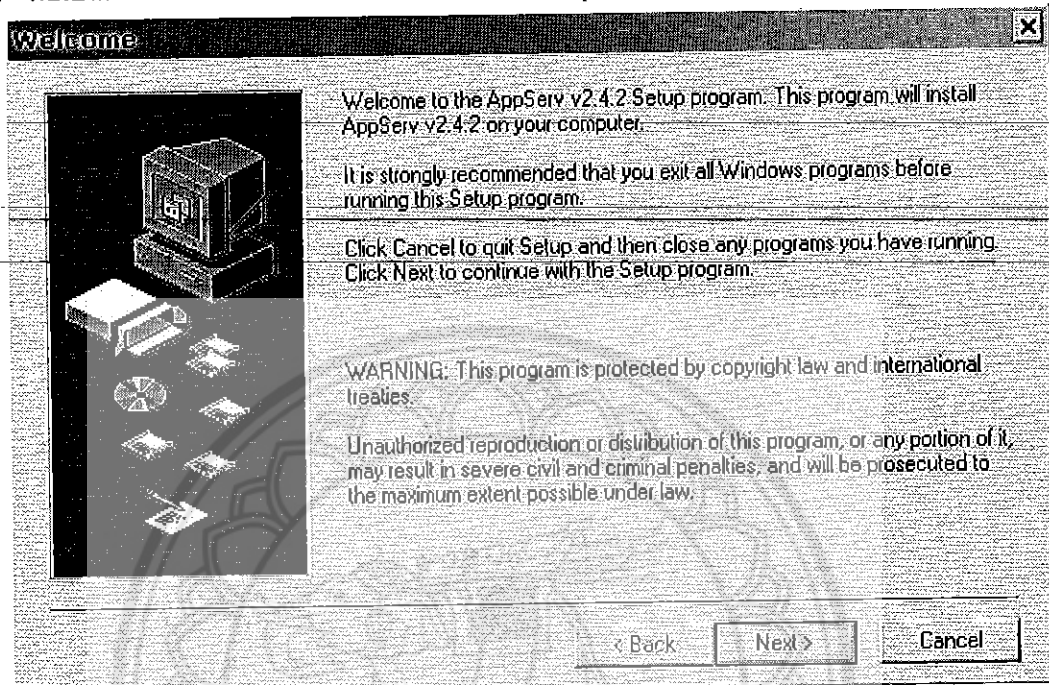 Welcome
Welcome to the AppServ v2.4.2 Setup program. This program will install
AppServ v2.4.2 on your computer.
It is strongly recommended that you exit all Windows programs before
running this Setup program.
Click Cancel to quit Setup and then close any programs you have running.
Click Next to continue with the Setup program.
WARNING: This program is protected by copyright law and international
treaties.
Unauthorized reproduction or distribution of this program, or any portion of it,
may result in severe civil and criminal penalties, and will be prosecuted to
the maximum extent possible under law.
< Back Next > Cancel